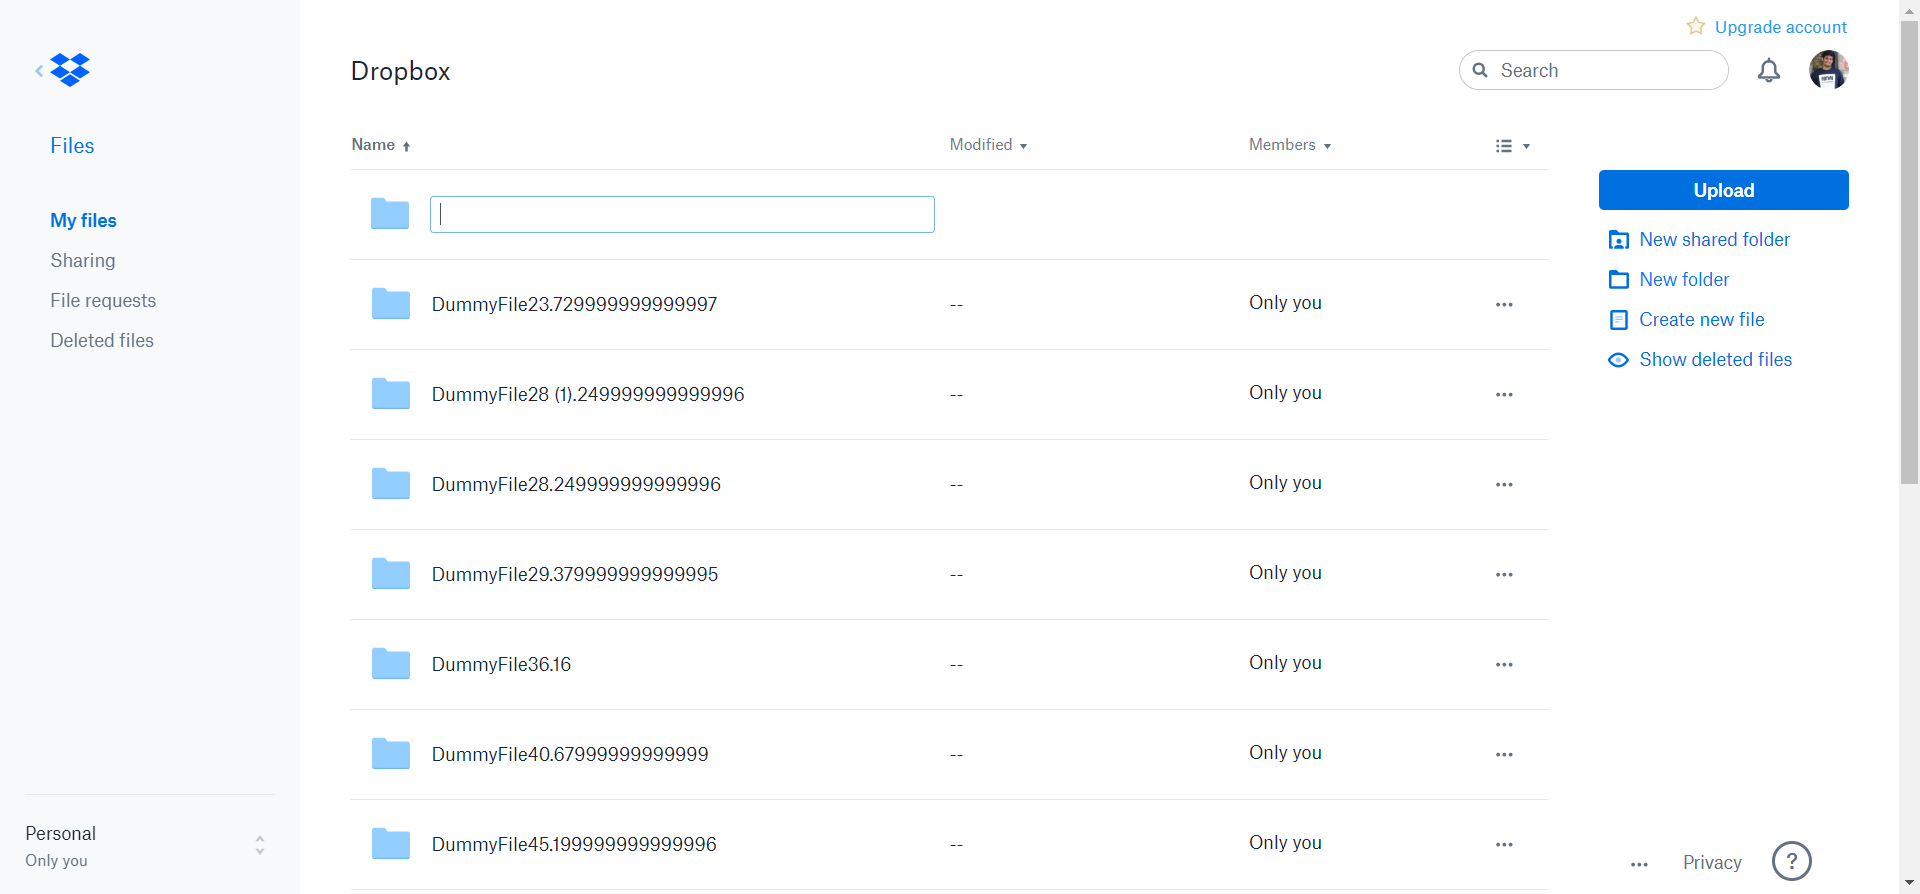 Upgrade account
Dropbox
Search
Files
Name
Modified
Members
Upload
My files
New shared folder
Sharing
New folder
File requests
DummyFile23.729999999999997
--
Only you
Create new file
Deleted files
Show deleted files
DummyFile28 (1).249999999999996
--
Only you
DummyFile28.249999999999996
--
Only you
DummyFile29.379999999999995
--
Only you
DummyFile36.16
--
Only you
DummyFile40.67999999999999
--
Only you
DummyFile45.199999999999996
--
Only you
Personal
Only you
Privacy
?